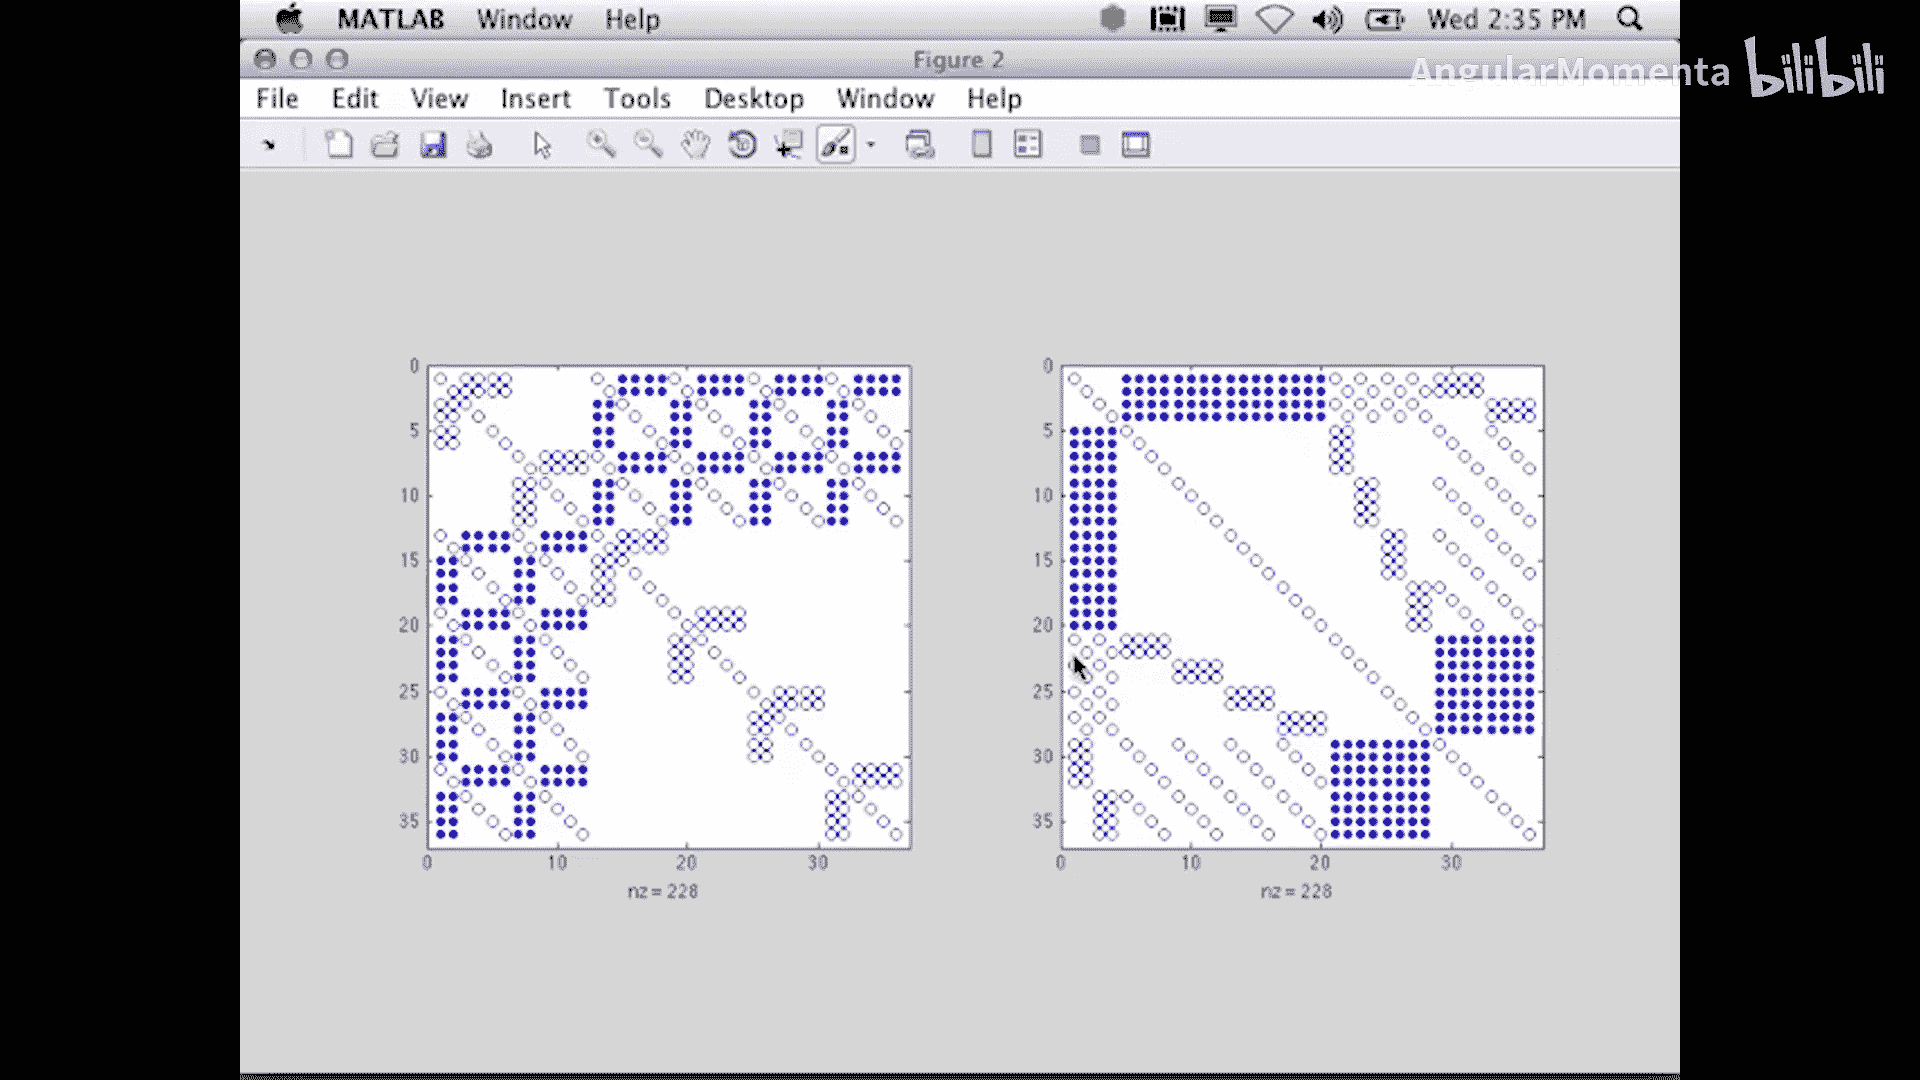 MATLAB Window Help Wed 2:35 PM
Figure 2
AngularMomenta bilibili
File Edit View Insert Tools Desktop Window Help
0
5
10
15
20
25
30
35
0 10 20 30
nz = 228
0
5
10
15
20
25
30
35
0 10 20 30
nz = 228